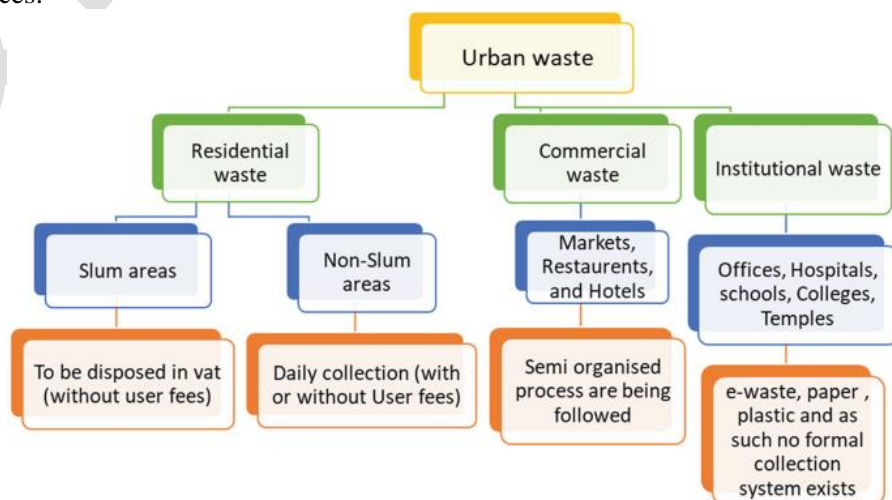 Urban waste
Residential
waste
Commercial
waste
Institutional waste
Slum areas
Non-Slum
areas
Markets,
Restaurents,
and Hotels
Offices, Hospitals,
schools, Colleges,
Temples
To be disposed in vat
(without user fees)
Daily collection (with
or without User fees)
Semi organised
process are being
followed
e-waste, paper ,
plastic and as
such no formal
collection
system exists